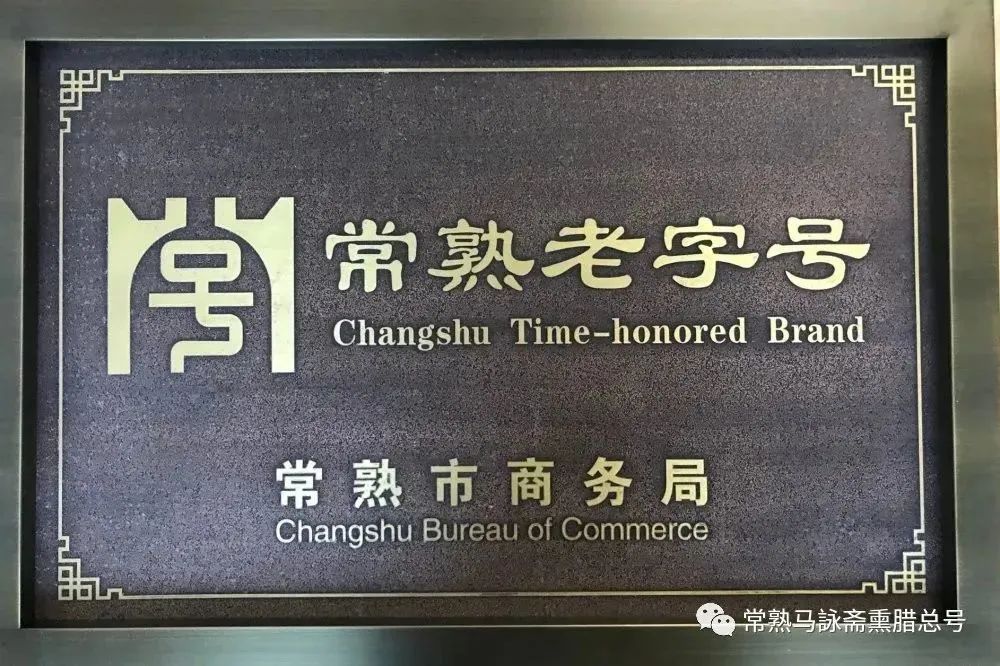 常熟老字号
Changshu Time-honored Brand
常熟市商务局
Changshu Bureau of Commerce
常熟马詠斋熏腊总号